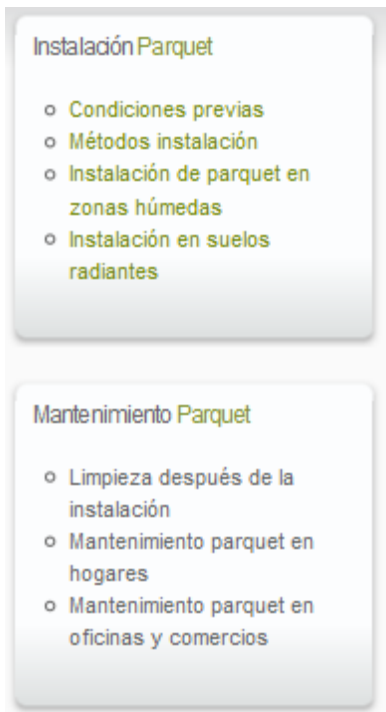 Instalación Parquet
Condiciones previas
Métodos instalación
Instalación de parquet en
zonas húmedas
Instalación en suelos
radiantes
Mantenimiento Parquet
Limpieza después de la
instalación
Mantenimiento parquet en
hogares
Mantenimiento parquet en
oficinas y comercios